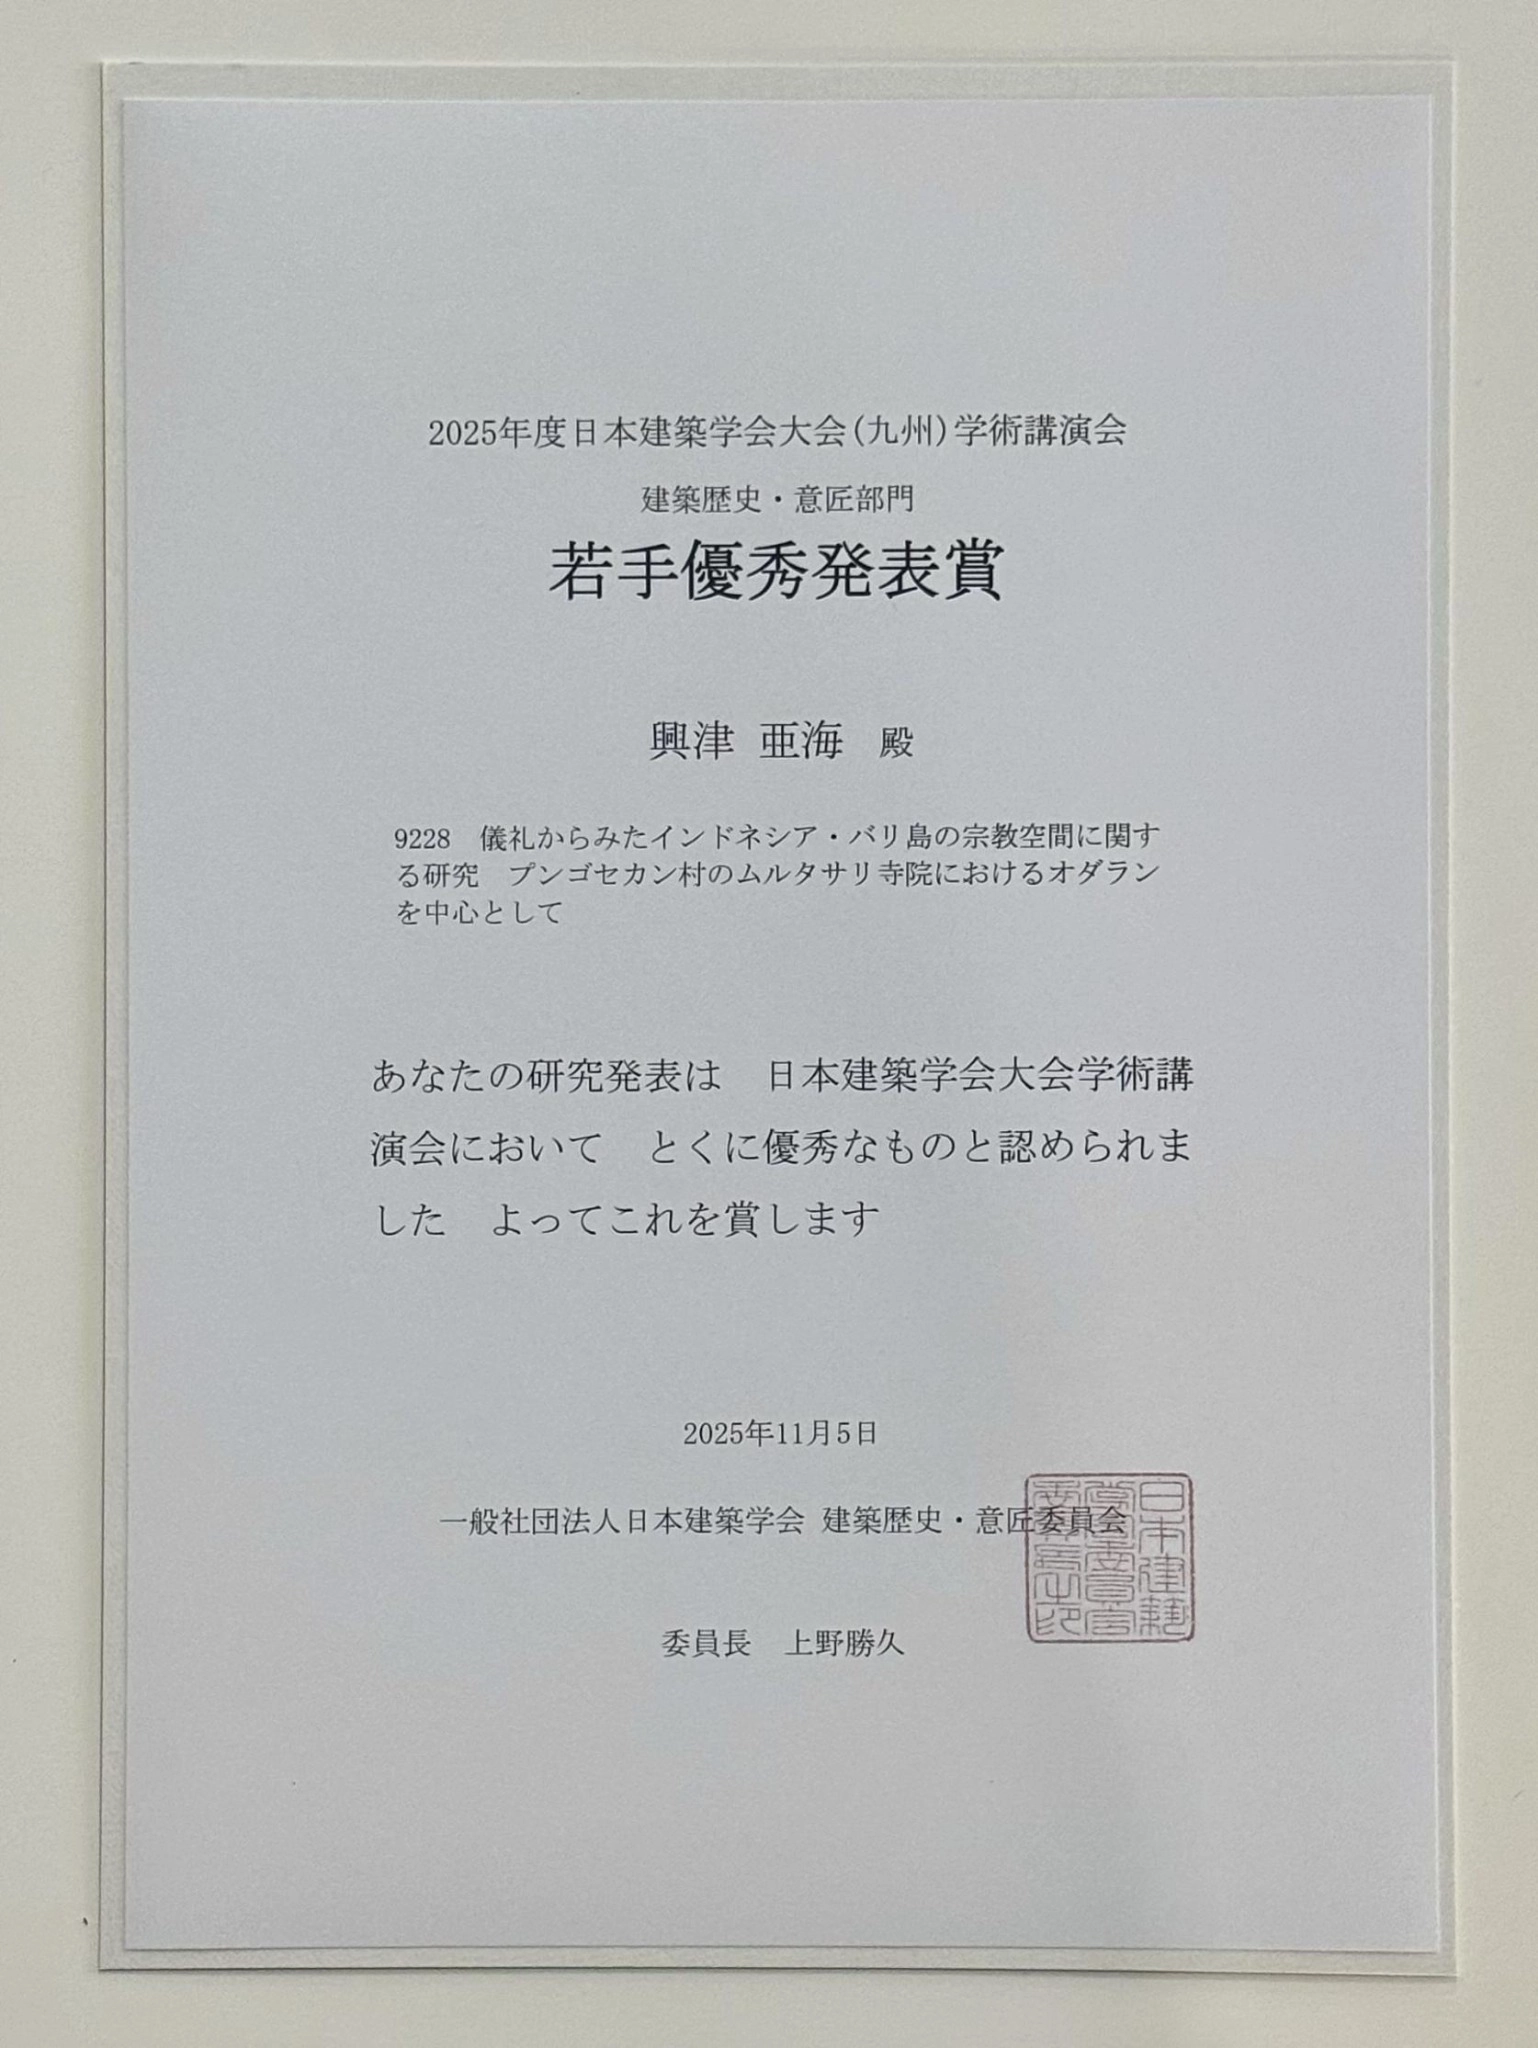 2025年度日本建築学会大会(九州)学術講演会
建築歴史・意匠部門
若手優秀発表賞
興津 亜海 殿
9228 儀礼からみたインドネシア・バリ島の宗教空間に関す
る研究 プンゴセカン村のムルタサリ寺院におけるオダラン
を中心として
あなたの研究発表は 日本建築学会大会学術講
演会において とくに優秀なものと認められま
した よってこれを賞します
2025年11月5日
一般社団法人日本建築学会 建築歴史・意匠委員会
委員長 上野勝久